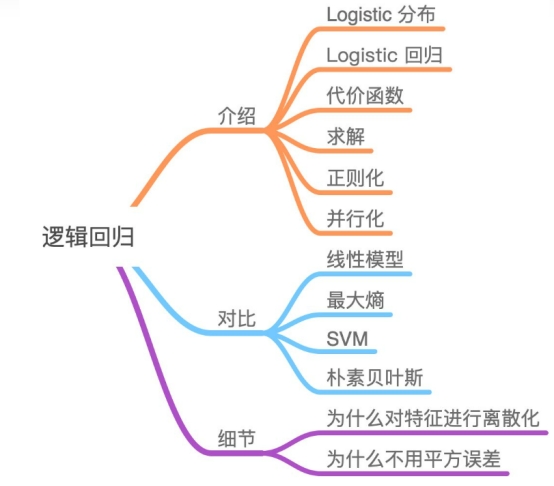 逻辑回归
介绍
Logistic 分布
Logistic 回归
代价函数
求解
正则化
并行化
对比
线性模型
最大熵
SVM
朴素贝叶斯
细节
为什么对特征进行离散化
为什么不用平方误差